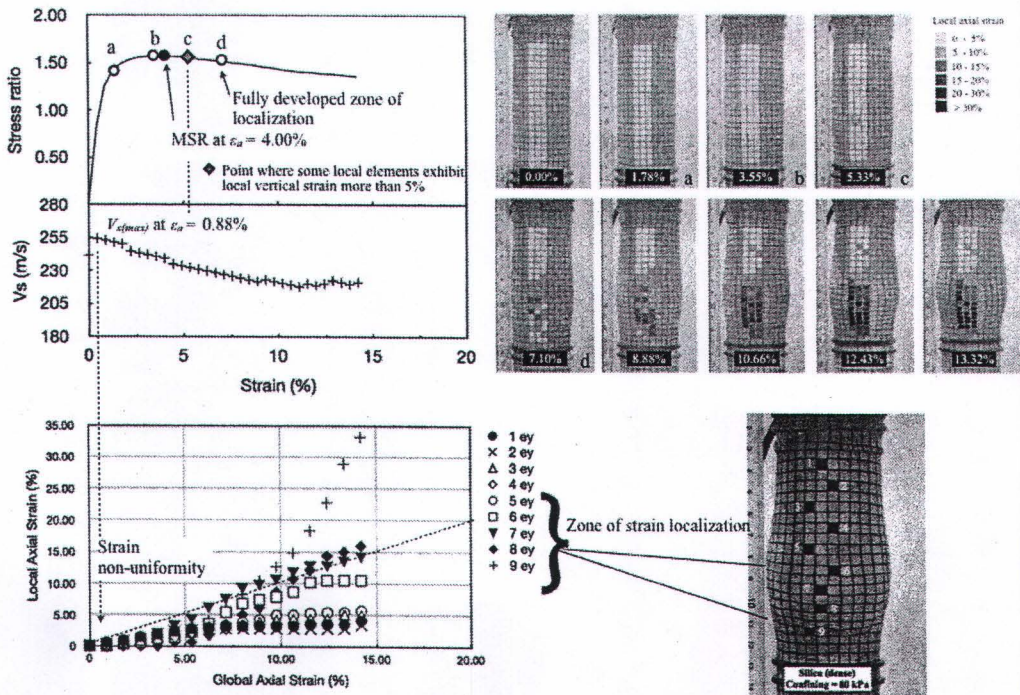 2.00
1.50
1.00
0.50
280
255
230
205
180
Stress ratio
Vs (m/s)
a
b
c
d
Fully developed zone of
localization
MSR at εa = 4.00%
Point where some local elements exhibit
local vertical strain more than 5%
Vs(max) at εa = 0.88%
0
5
10
15
20
Strain (%)
0.00%
1.78%
a
3.55%
b
5.33%
c
Local axial strain
0 - 5%
5 - 10%
10 - 15%
15 - 20%
20 - 30%
> 30%
7.10%
d
8.88%
10.66%
12.43%
13.32%
35.00
30.00
25.00
20.00
15.00
10.00
5.00
0
Local Axial Strain (%)
Strain
non-uniformity
0
5.00
10.00
15.00
20.00
Global Axial Strain (%)
1 ey
2 ey
3 ey
4 ey
5 ey
6 ey
7 ey
8 ey
9 ey
Zone of strain localization
Silica (dense)
Confining = 80 kPa